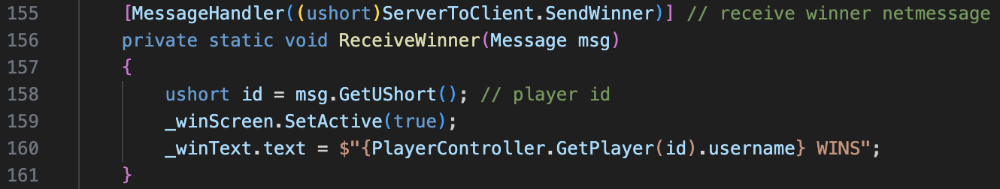 155 [MessageHandler((ushort)ServerToClient.SendWinner)] // receive winner netmessage
156 private static void ReceiveWinner(Message msg)
157 {
158 ushort id = msg.GetUShort(); // player id
159 _winScreen.SetActive(true);
160 _winText.text = $"{PlayerController.GetPlayer(id).username} WINS";
161 }